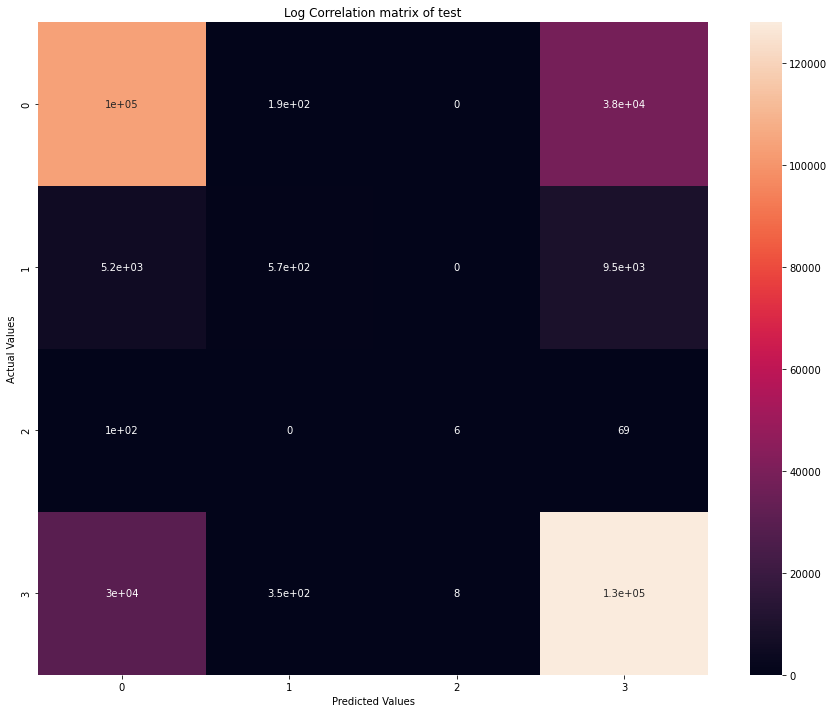 Log Correlation matrix of test
Actual Values
0 1e+05 1.9e+02 0 3.8e+04
1 5.2e+03 5.7e+02 0 9.5e+03
2 1e+02 0 6 69
3 3e+04 3.5e+02 8 1.3e+05
0 1 2 3
Predicted Values
120000
100000
80000
60000
40000
20000
0